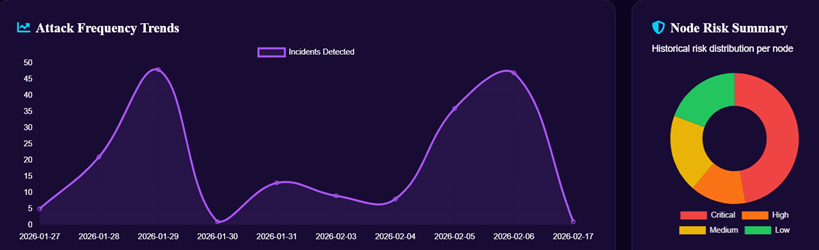 Attack Frequency Trends
Incidents Detected
50
45
40
35
30
25
20
15
10
5
0
2026-01-27 2026-01-28 2026-01-29 2026-01-30 2026-01-31 2026-02-03 2026-02-04 2026-02-05 2026-02-06 2026-02-17
Node Risk Summary
Historical risk distribution per node
Critical High
Medium Low